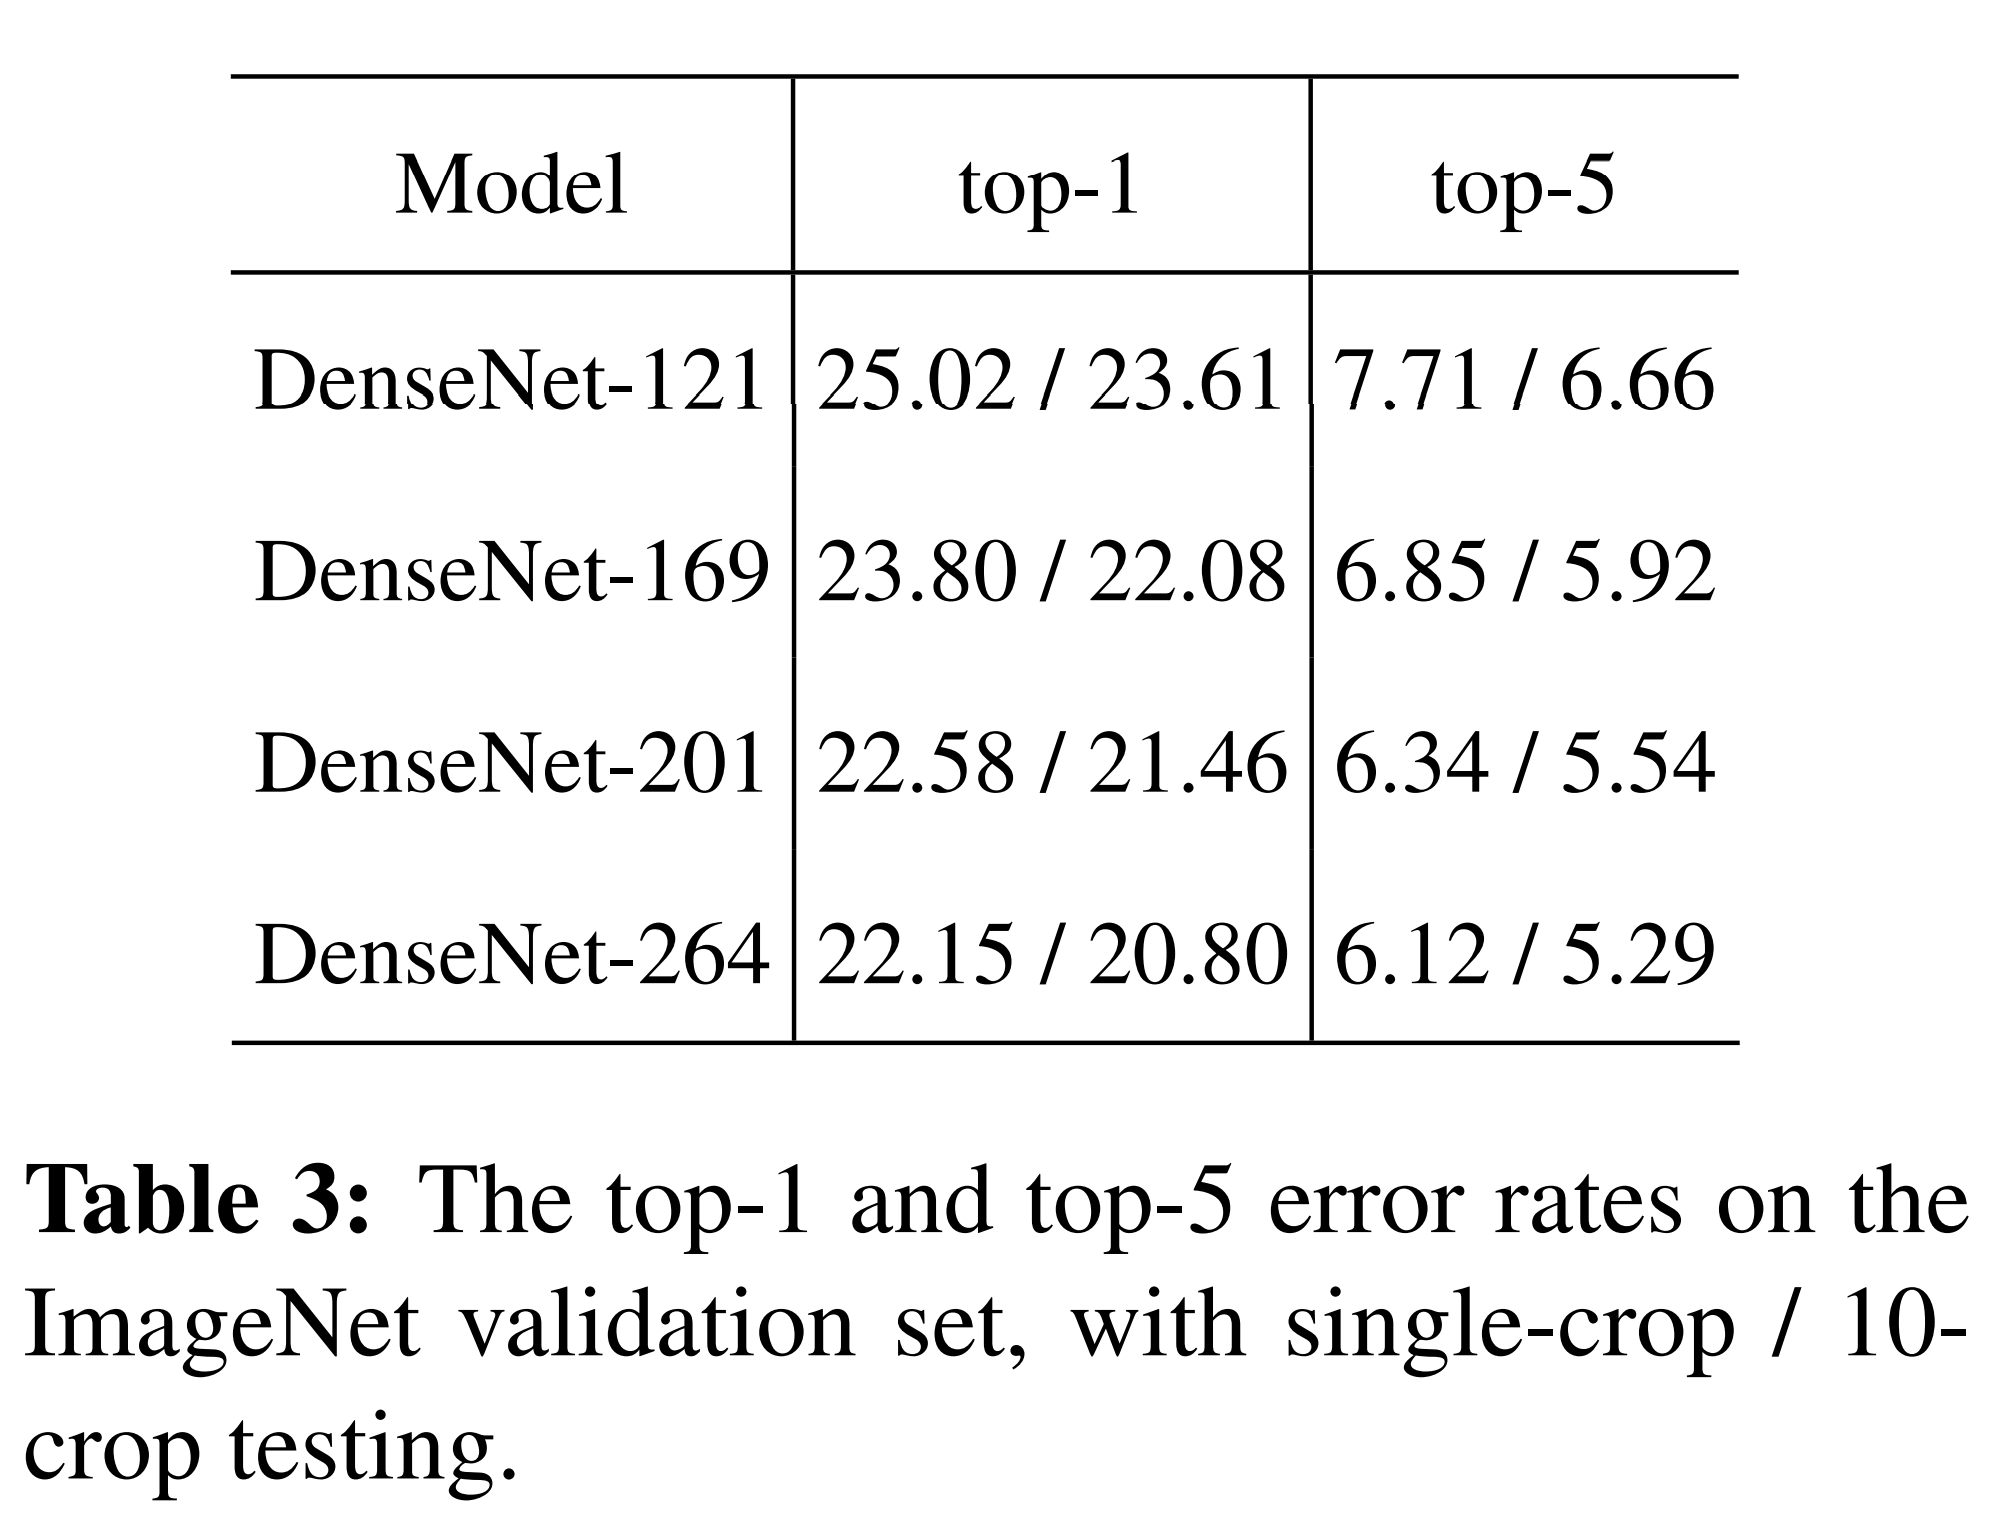 Model top-1 top-5
DenseNet-121 25.02 / 23.61 7.71 / 6.66
DenseNet-169 23.80 / 22.08 6.85 / 5.92
DenseNet-201 22.58 / 21.46 6.34 / 5.54
DenseNet-264 22.15 / 20.80 6.12 / 5.29
Table 3: The top-1 and top-5 error rates on the
ImageNet validation set, with single-crop / 10-
crop testing.